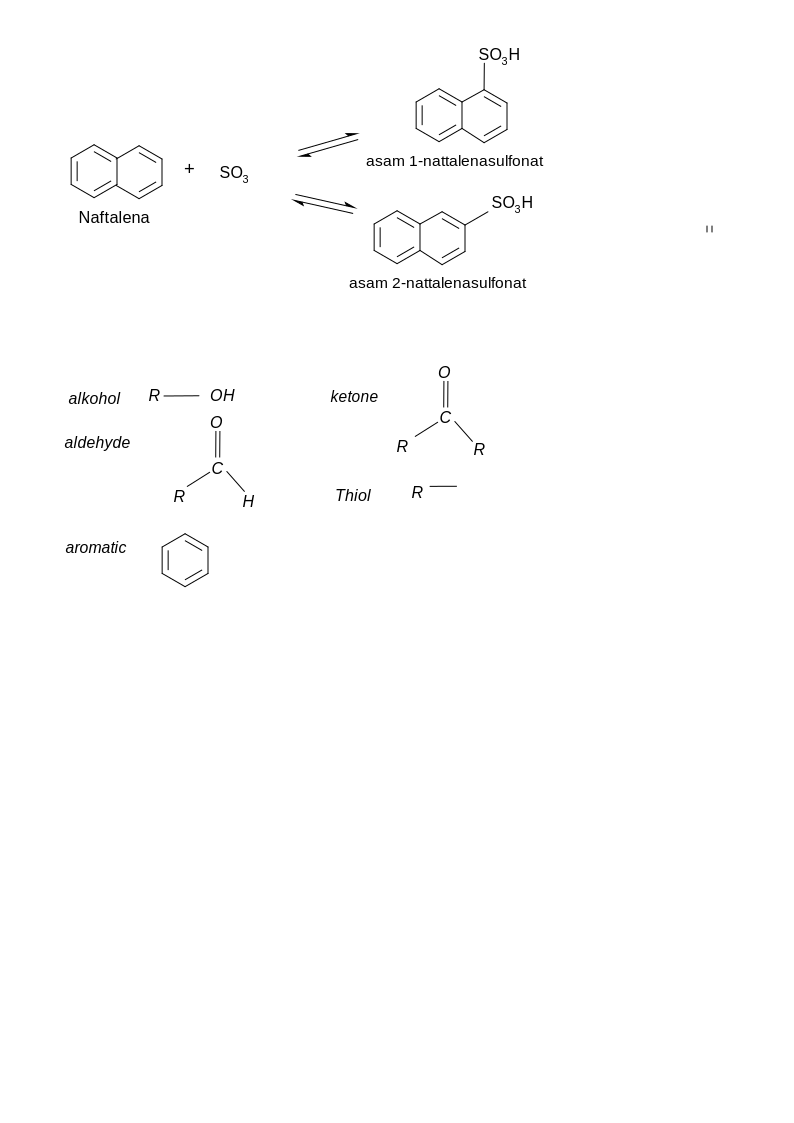 SO3H
asam 1-nattalenasulfonat
+ SO3
Naftalena
SO3H
asam 2-nattalenasulfonat
alkohol R OH
ketone O C R R
aldehyde O C R H
Thiol R
aromatic